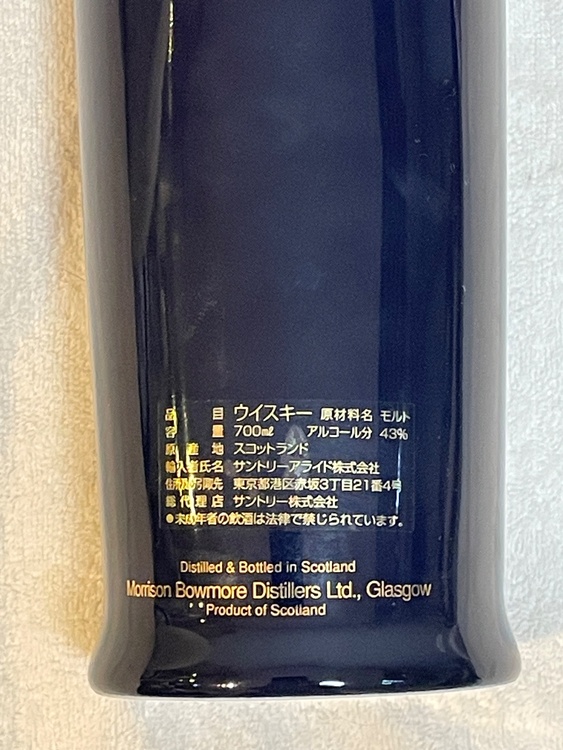 品目 ウイスキー 原材料名 モルト
容量 700ml アルコール分 43%
原産地 スコットランド
輸入者氏名 サントリーアライド株式会社
住所及引取先 東京都港区赤坂3丁目21番4号
総代理店 サントリー株式会社
●未成年者の飲酒は法律で禁じられています。
Distilled & Bottled in Scotland
Morrison Bowmore Distillers Ltd., Glasgow
Product of Scotland